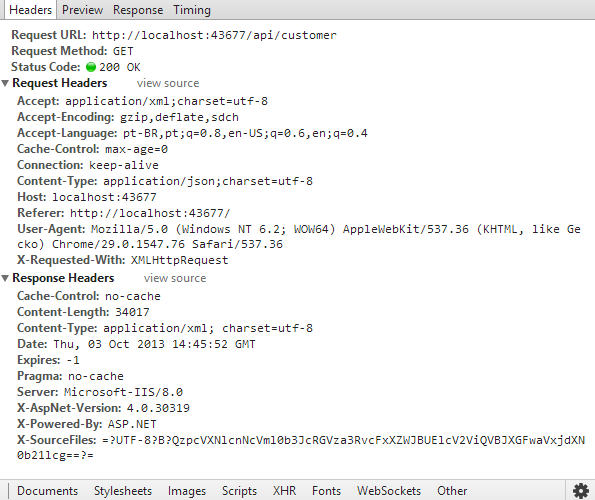 Headers Preview Response Timing
Request URL: http://localhost:43677/api/customer
Request Method: GET
Status Code: 200 OK
Request Headers view source
Accept: application/xml;charset=utf-8
Accept-Encoding: gzip,deflate,sdch
Accept-Language: pt-BR,pt;q=0.8,en-US;q=0.6,en;q=0.4
Cache-Control: max-age=0
Connection: keep-alive
Content-Type: application/json;charset=utf-8
Host: localhost:43677
Referer: http://localhost:43677/
User-Agent: Mozilla/5.0 (Windows NT 6.2; WOW64) AppleWebKit/537.36 (KHTML, like Ge
cko) Chrome/29.0.1547.76 Safari/537.36
X-Requested-With: XMLHttpRequest
Response Headers view source
Cache-Control: no-cache
Content-Length: 34017
Content-Type: application/xml; charset=utf-8
Date: Thu, 03 Oct 2013 14:45:52 GMT
Expires: -1
Pragma: no-cache
Server: Microsoft-IIS/8.0
X-AspNet-Version: 4.0.30319
X-Powered-By: ASP.NET
X-SourceFiles: =?UTF-8?B?QzpcVXNlcnNcVml0b3JcRGVza3RvcFxXZWJBUElcV2ViQVBJXGFwaVxjdXN
0b21lcg==?=
Documents Stylesheets Images Scripts XHR Fonts WebSockets Other